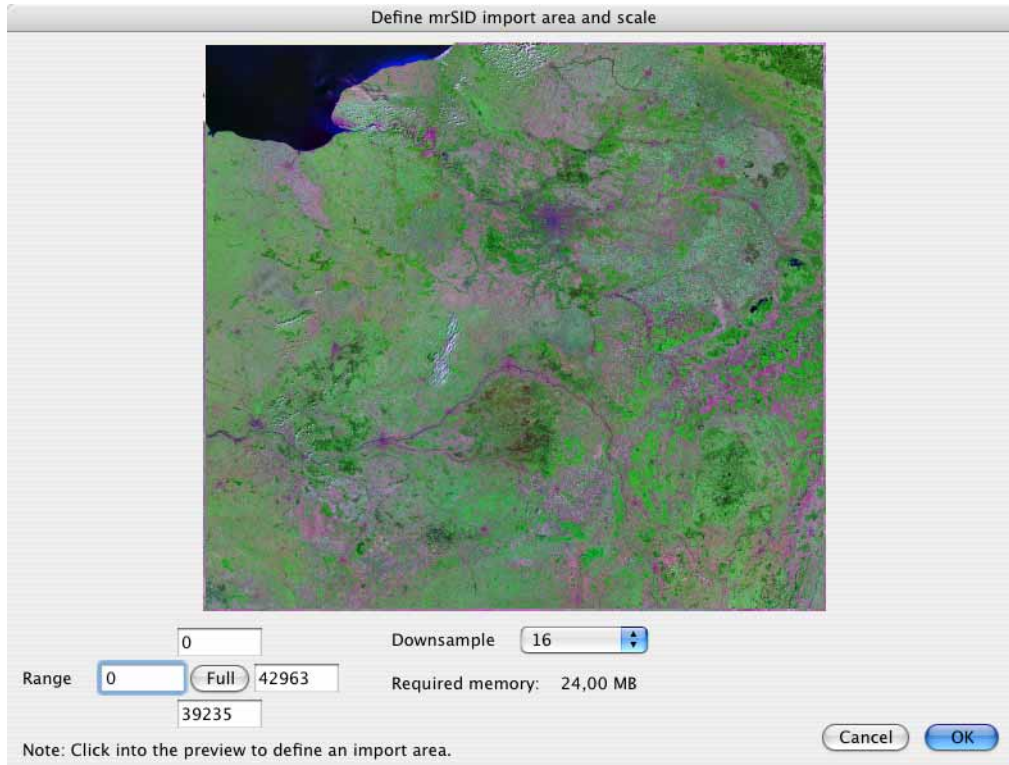 Define mrSID import area and scale
0
Downsample 16
Range 0 Full 42963
Required memory: 24,00 MB
39235
Cancel OK
Note: Click into the preview to define an import area.